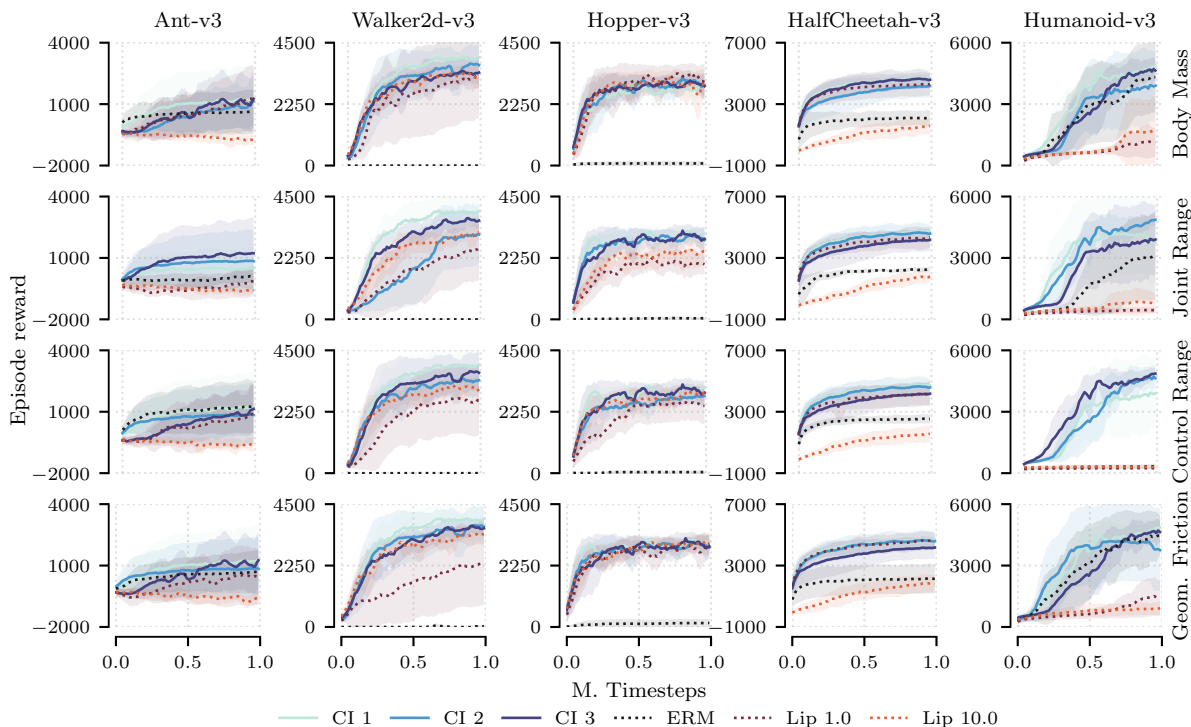 Ant-v3 Walker2d-v3 Hopper-v3 HalfCheetah-v3 Humanoid-v3
4000 4500 4500 7000 6000
1000 2250 2250 3000 3000
−2000 0 0 −1000 0
Body Mass
4000 4500 4500 7000 6000
1000 2250 2250 3000 3000
−2000 0 0 −1000 0
Joint Range
4000 4500 4500 7000 6000
1000 2250 2250 3000 3000
−2000 0 0 −1000 0
Control Range
4000 4500 4500 7000 6000
1000 2250 2250 3000 3000
−2000 0 0 −1000 0
Geom. Friction
0.0 0.5 1.0 0.0 0.5 1.0 0.0 0.5 1.0 0.0 0.5 1.0 0.0 0.5 1.0
Episode reward
M. Timesteps
CI 1 CI 2 CI 3 ERM Lip 1.0 Lip 10.0